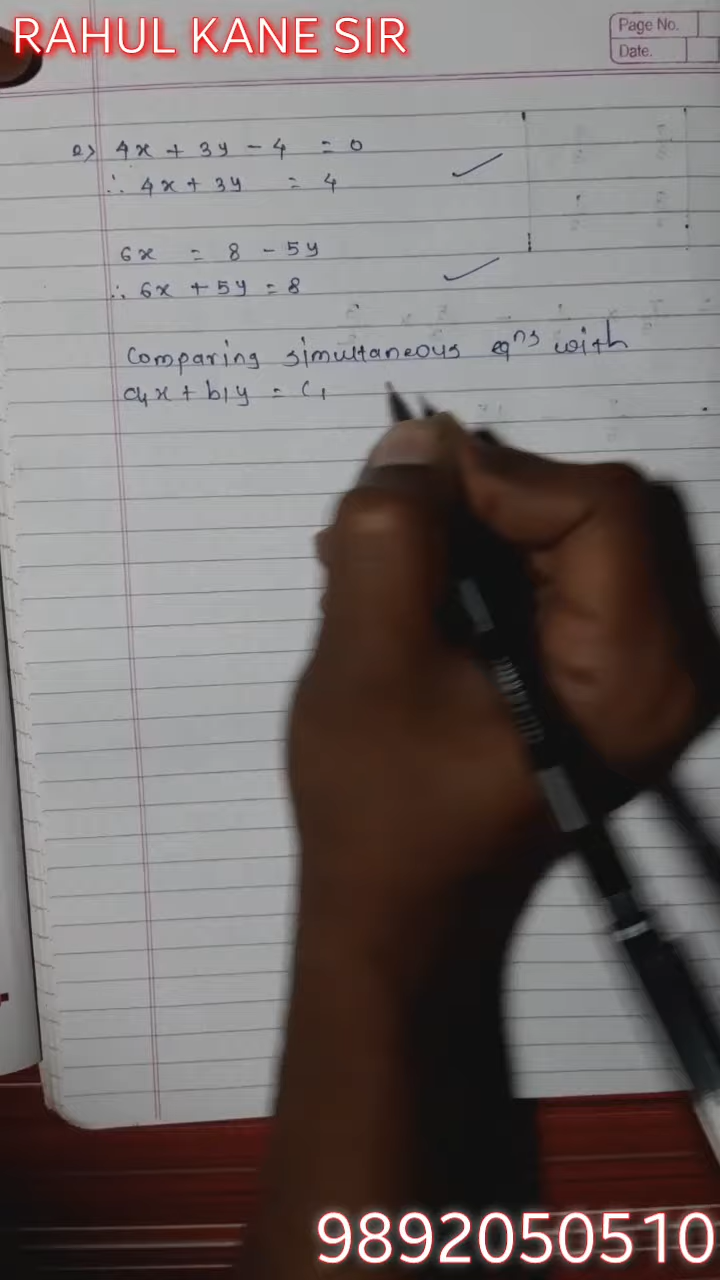 RAHUL KANE SIR
Page No.
Date.
2> 4x + 3y - 4 = 0
∴ 4x + 3y = 4
6x = 8 - 5y
∴ 6x + 5y = 8
Comparing simultaneous eqns with
a1x + b1y = C1
9892050510